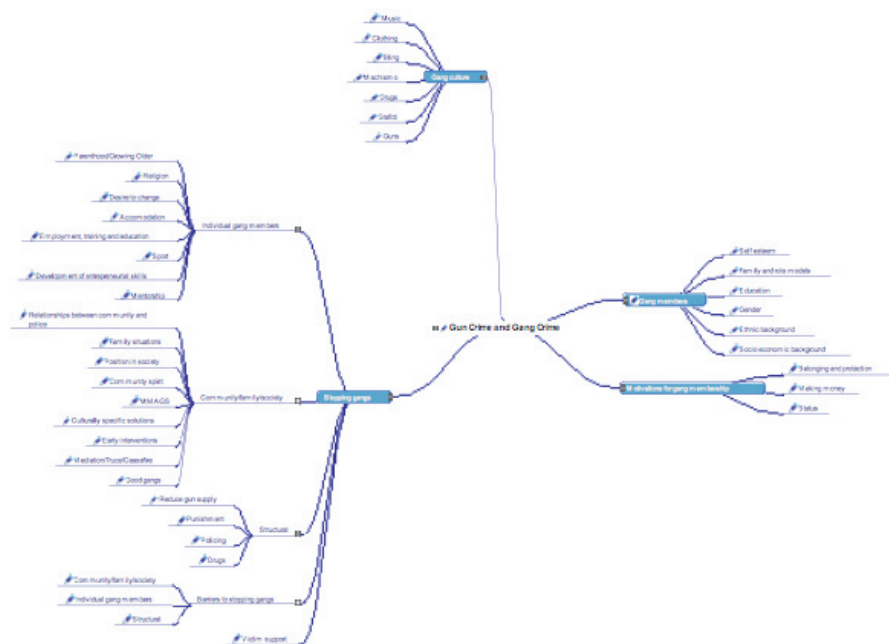 Music
Clothing
Bling
Machismo
Drugs
Graffiti
Guns
Gang culture
Parenthood/Growing Older
Religion
Desire to change
Accomodation
Employment, training and education
Sport
Development of entrepeneurial skills
Mentorship
Individual gang members
Relationships between community and
police
Family situations
Position in society
Community spirit
MMAGS
Culturally specific solutions
Early interventions
Mediation/Truce/Ceasefire
Good gangs
Community/family/society
Reduce gun supply
Punishment
Policing
Drugs
Structural
Community/family/society
Individual gang members
Structural
Barriers to stopping gangs
Victim support
Stopping gangs
Gun Crime and Gang Crime
Gang members
Self esteem
Family and role models
Education
Gender
Ethnic background
Socio economic background
Motivations for gang membership
Belonging and protection
Making money
Status